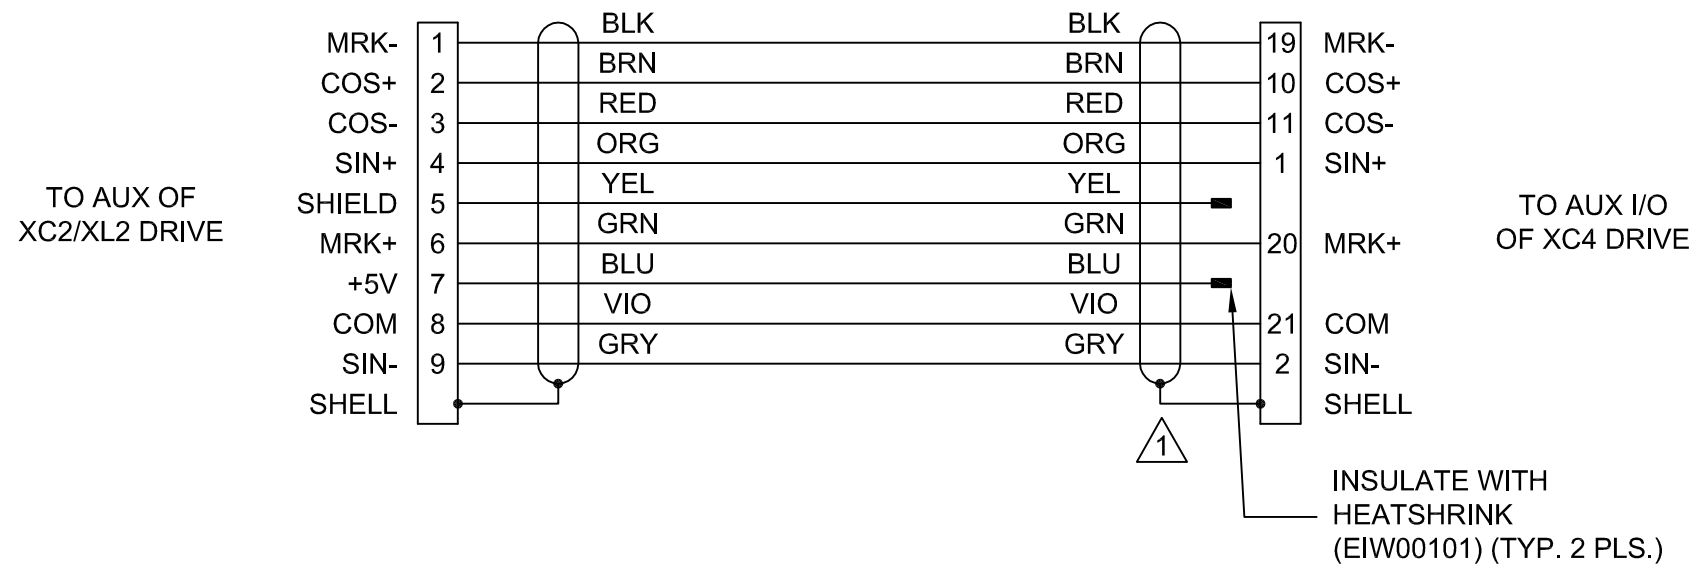 BLK BLK
MRK- 1 19 MRK-
BRN BRN
COS+ 2 10 COS+
RED RED
COS- 3 11 COS-
ORG ORG
SIN+ 4 1 SIN+
YEL YEL
TO AUX OF
XC2/XL2 DRIVE
SHIELD 5
TO AUX I/O
OF XC4 DRIVE
GRN GRN
MRK+ 6 20 MRK+
BLU BLU
+5V 7
VIO VIO
COM 8 21 COM
GRY GRY
SIN- 9 2 SIN-
SHELL SHELL
1
INSULATE WITH
HEATSHRINK
(EIW00101) (TYP. 2 PLS.)